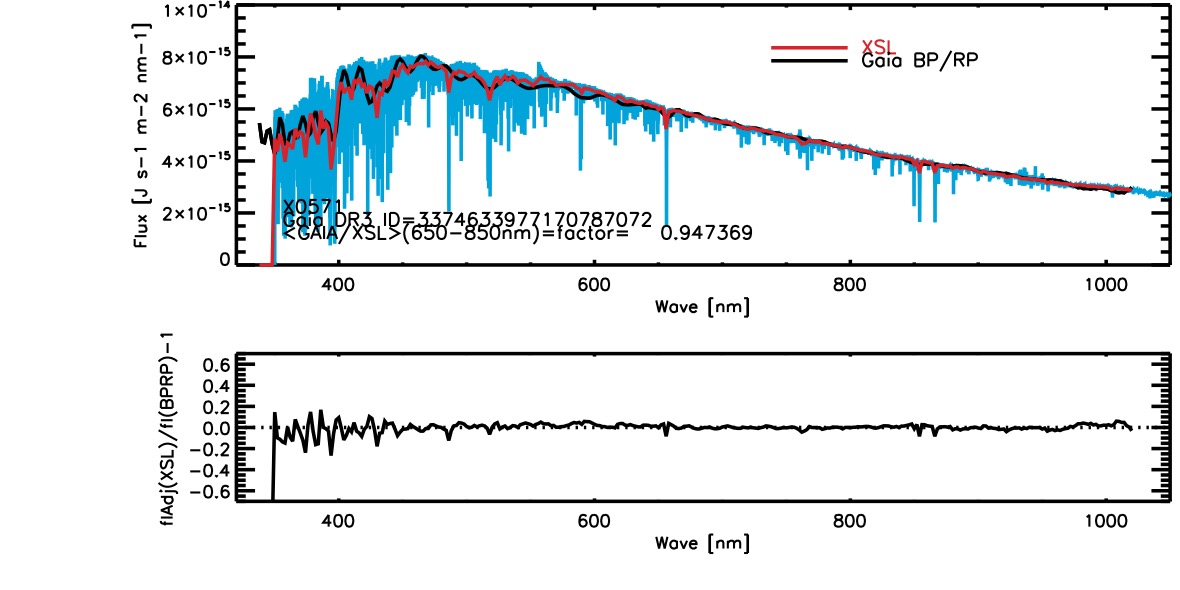 1×10-14
8×10-15
6×10-15
4×10-15
2×10-15
0
Flux [J s-1 m-2 nm-1]
XSL
Gaia BP/RP
X0571
Gaia DR3 ID=3374633977170787072
<GAIA/XSL>(650-850nm)=factor= 0.947369
400 600 800 1000
Wave [nm]
0.6
0.4
0.2
0.0
-0.2
-0.4
-0.6
flAdj(XSL)/fl(BPRP)-1
400 600 800 1000
Wave [nm]